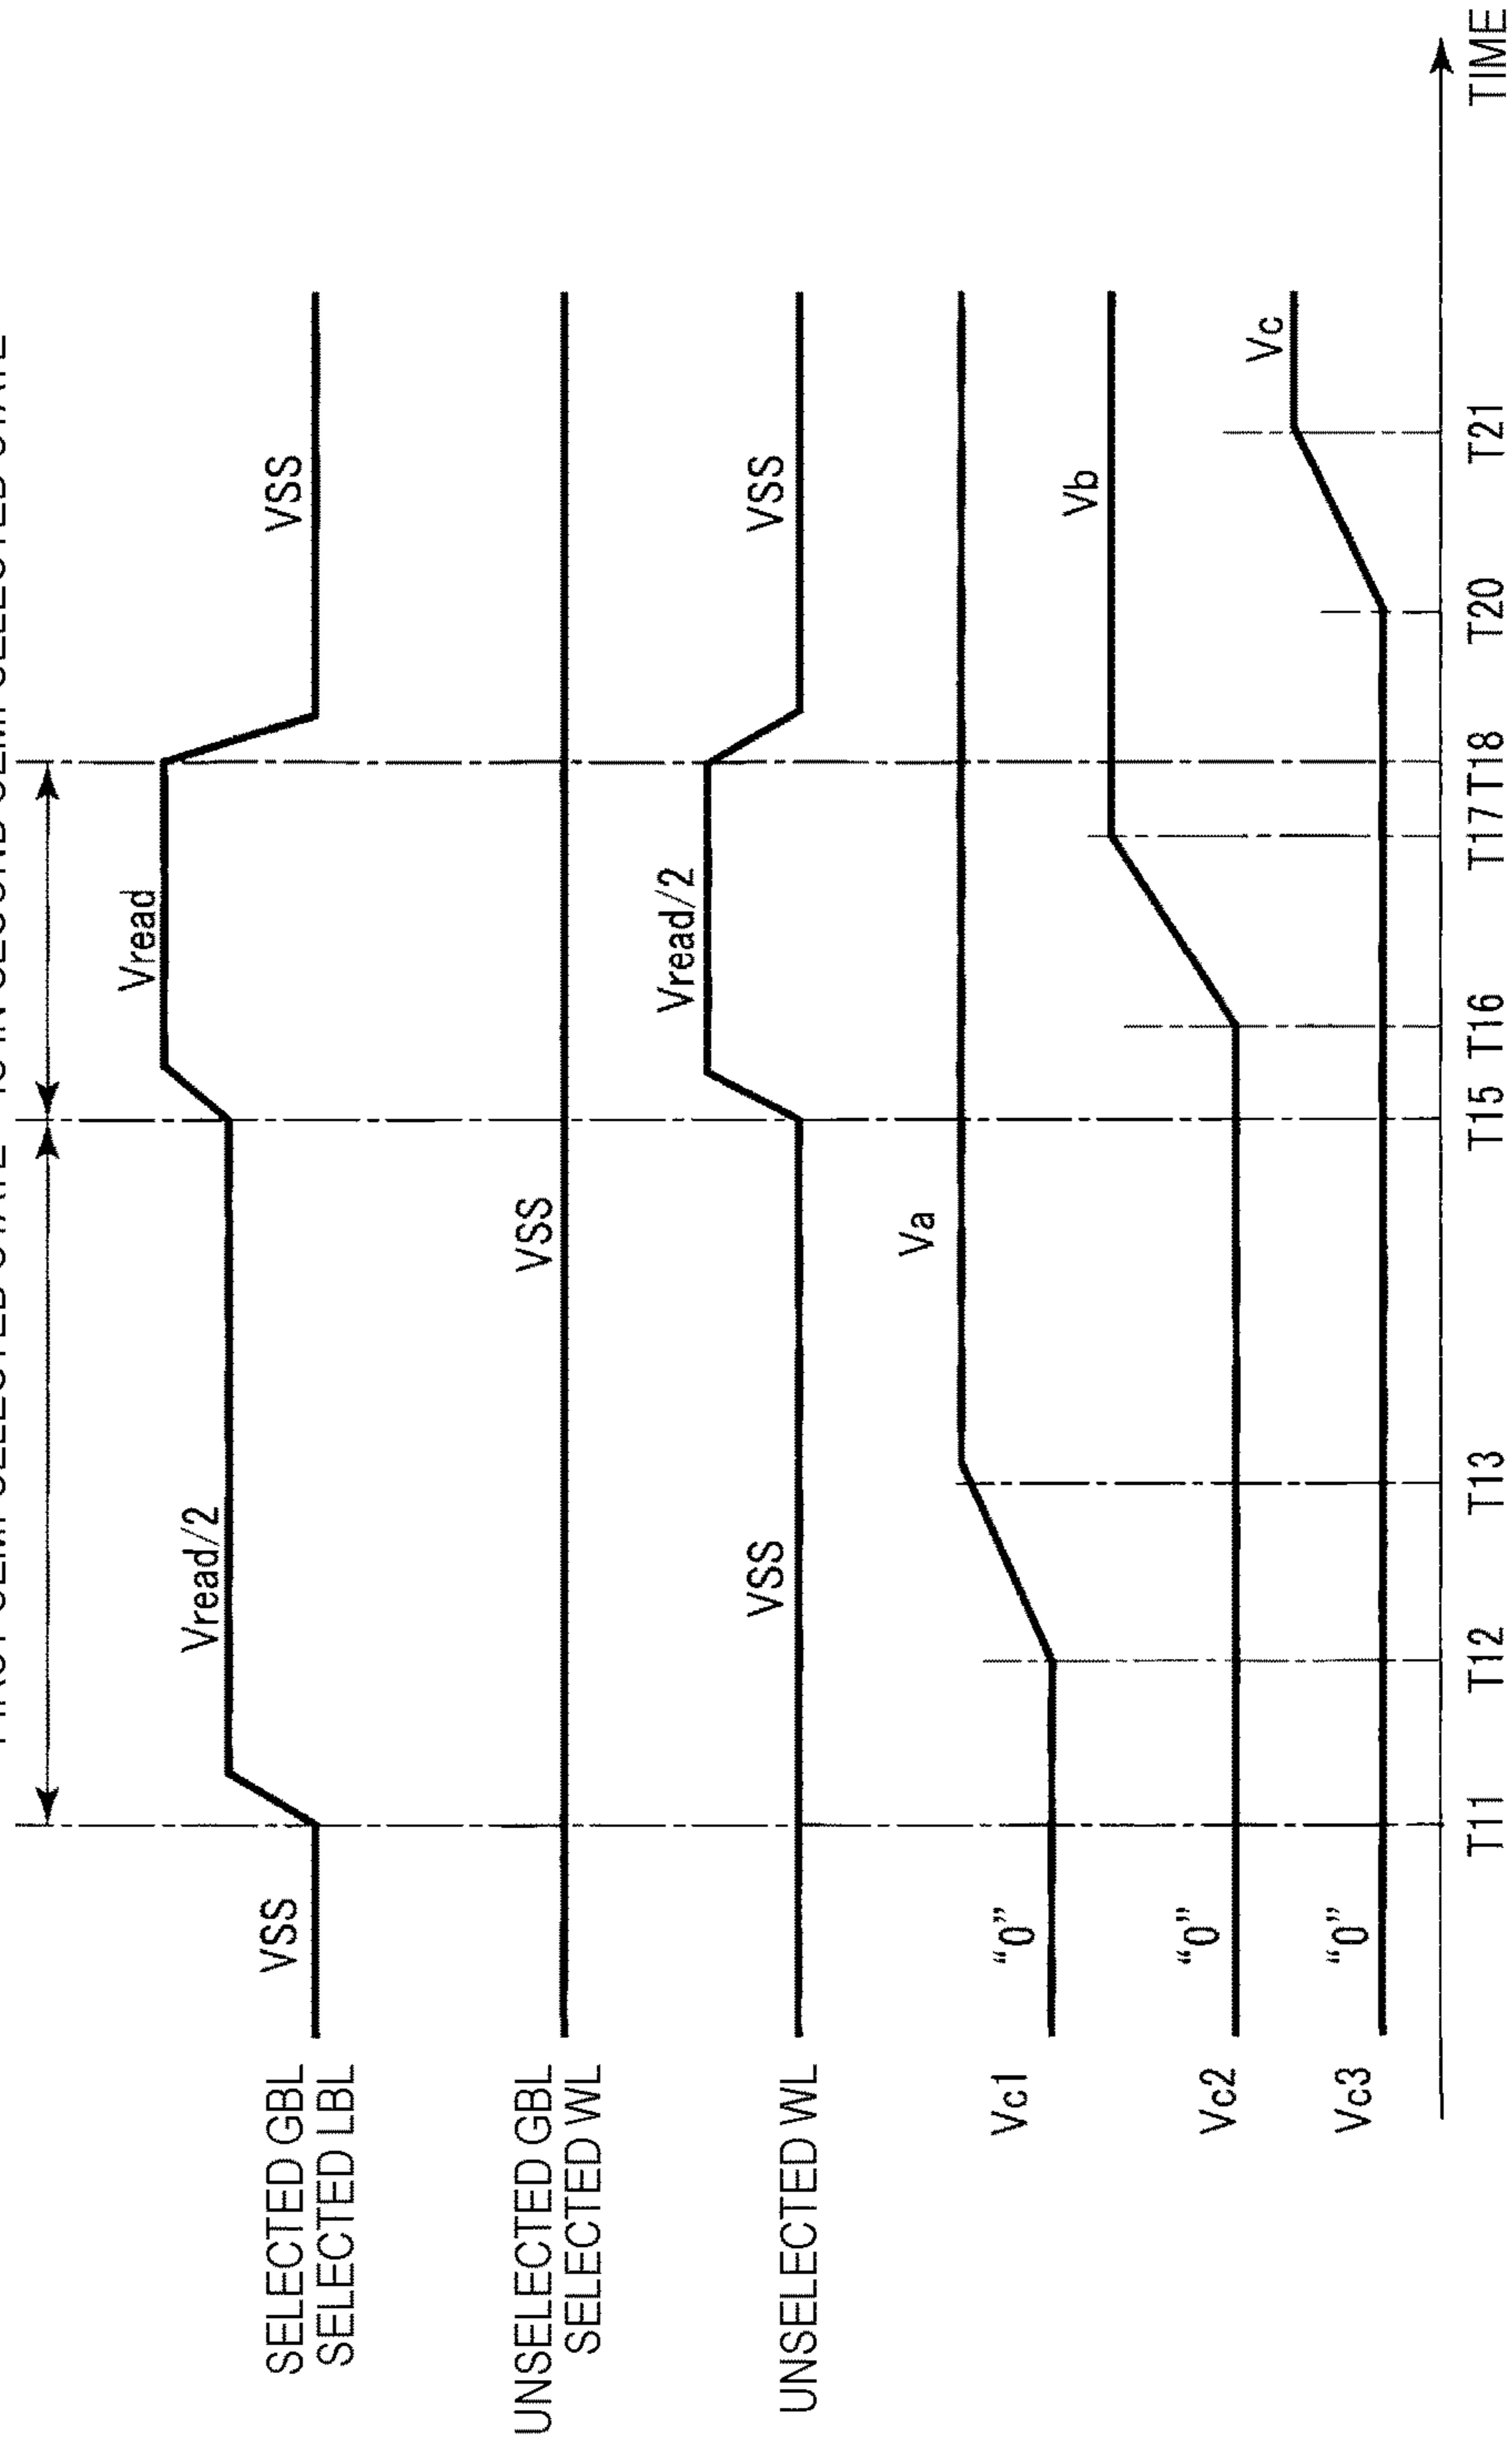 FIRST SEMI-SELECTED STATE
IS IN SECOND SEMI-SELECTED STATE
SELECTED GBL
SELECTED LBL
VSS
Vread/2
Vread
VSS
UNSELECTED GBL
SELECTED WL
VSS
UNSELECTED WL
VSS
Vread/2
VSS
Vc1
“0”
Va
Vc2
“0”
Vb
Vc3
“0”
Vc
T11 T12 T13 T15 T16 T17 T18 T20 T21 TIME